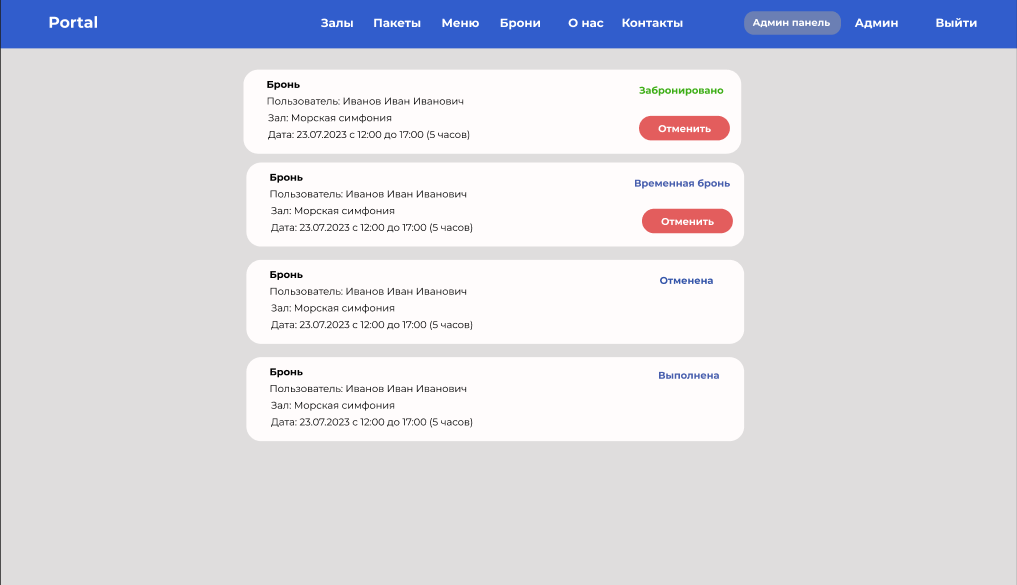 Portal Залы Пакеты Меню Брони О нас Контакты Админ панель Админ Выйти
Бронь
Забронировано
Пользователь: Иванов Иван Иванович
Зал: Морская симфония
Отменить
Дата: 23.07.2023 с 12:00 до 17:00 (5 часов)
Бронь
Временная бронь
Пользователь: Иванов Иван Иванович
Зал: Морская симфония
Отменить
Дата: 23.07.2023 с 12:00 до 17:00 (5 часов)
Бронь
Отменена
Пользователь: Иванов Иван Иванович
Зал: Морская симфония
Дата: 23.07.2023 с 12:00 до 17:00 (5 часов)
Бронь
Выполнена
Пользователь: Иванов Иван Иванович
Зал: Морская симфония
Дата: 23.07.2023 с 12:00 до 17:00 (5 часов)